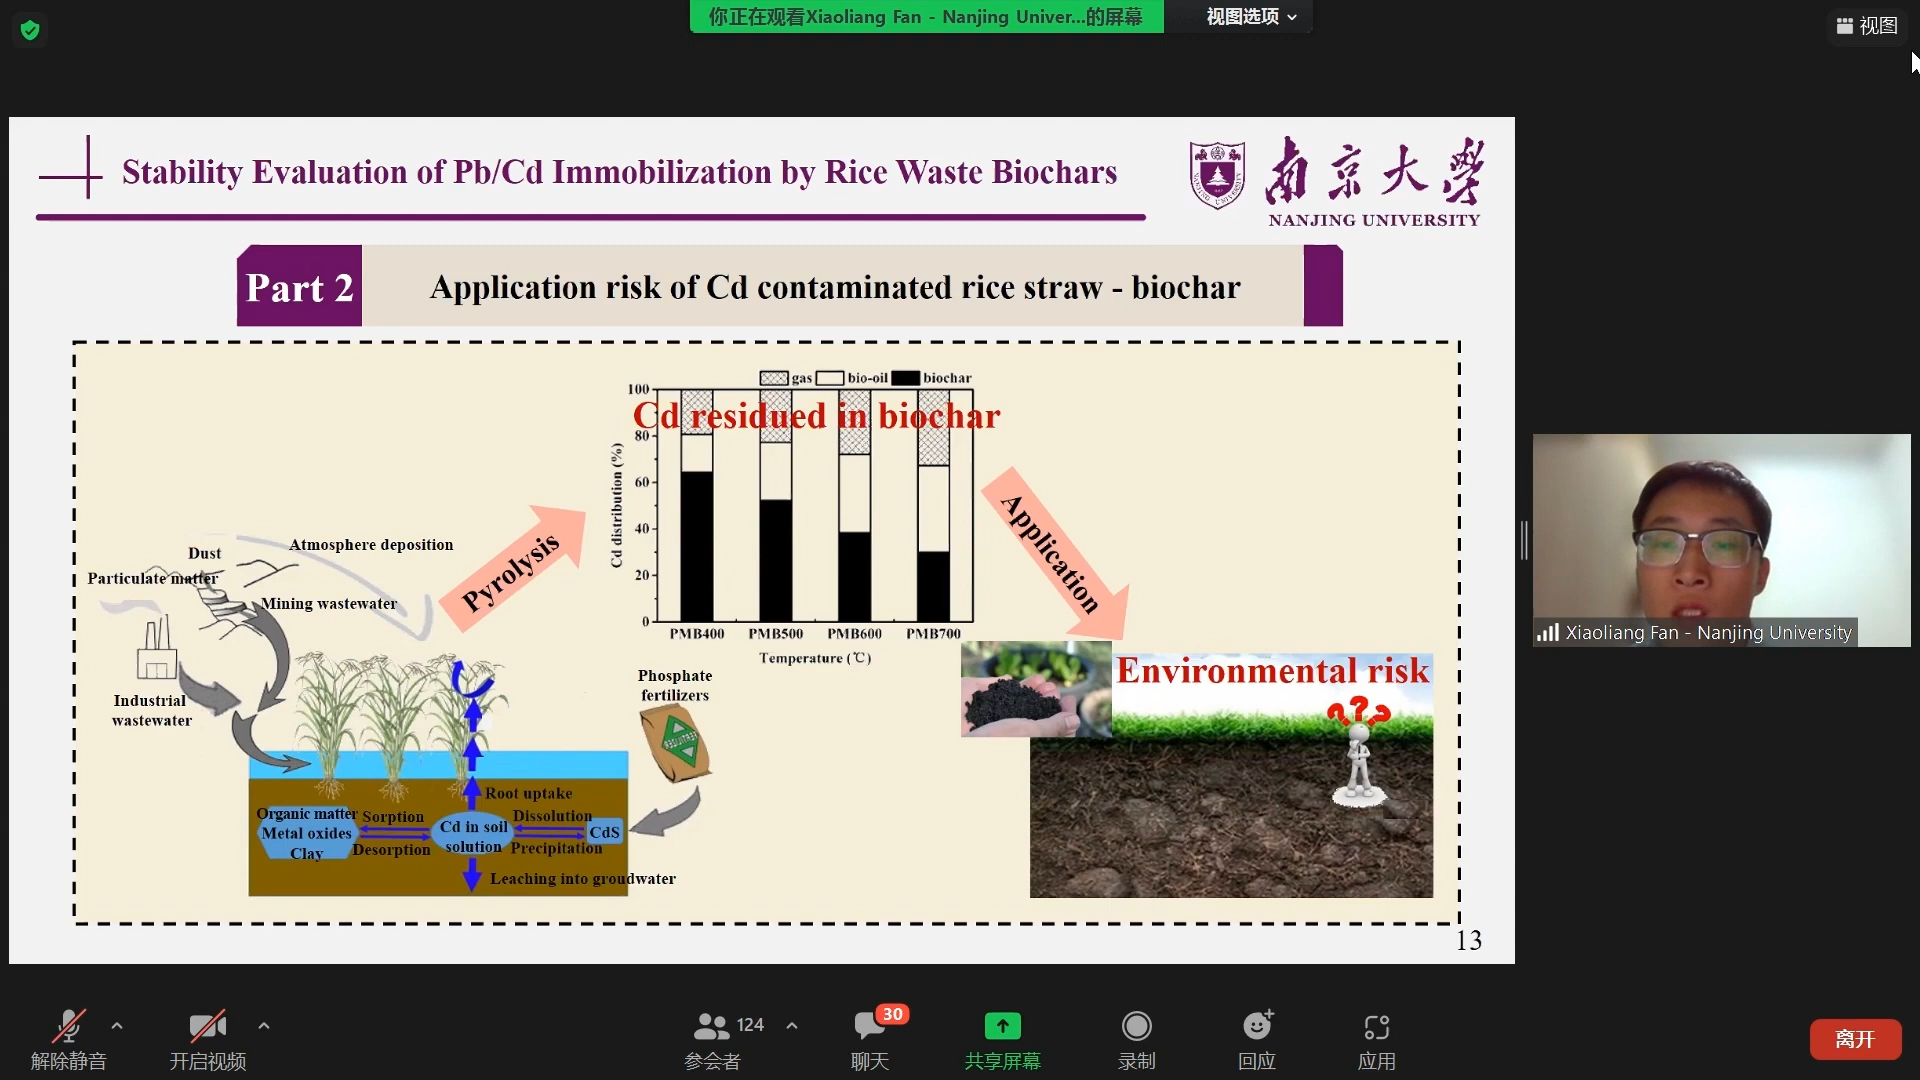 你正在观看Xiaoliang Fan - Nanjing Univer...的屏幕
视图选项
视图
Stability Evaluation of Pb/Cd Immobilization by Rice Waste Biochars
南京大學
NANJING UNIVERSITY
Part 2
Application risk of Cd contaminated rice straw - biochar
gas
bio-oil
biochar
Cd residued in biochar
Cd distribution (%)
100
80
60
40
20
0
PMB400
PMB500
PMB600
PMB700
Temperature (℃)
Pyrolysis
Application
Dust
Atmosphere deposition
Particulate matter
Mining wastewater
Industrial
wastewater
Phosphate
fertilizers
Root uptake
Organic matter
Metal oxides
Clay
Sorption
Desorption
Cd in soil
solution
Dissolution
Precipitation
CdS
Leaching into groudwater
Environmental risk
???
13
Xiaoliang Fan - Nanjing University
解除静音
开启视频
124
参会者
30
聊天
共享屏幕
录制
回应
应用
离开